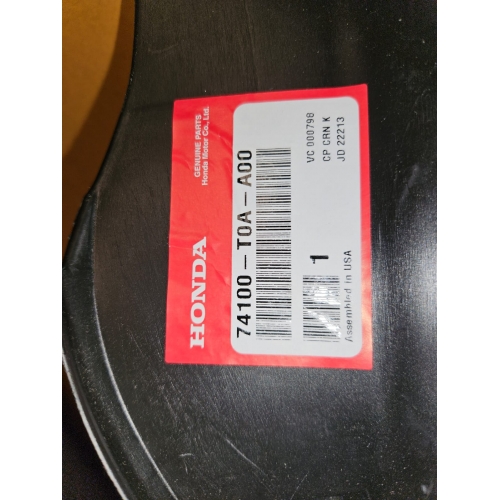 GENUINE PARTS
Honda Motor Co., Ltd.
HONDA
74100-T0A-A00
1
Assembled in USA
VC 000798
CP CRN K
JD 22213